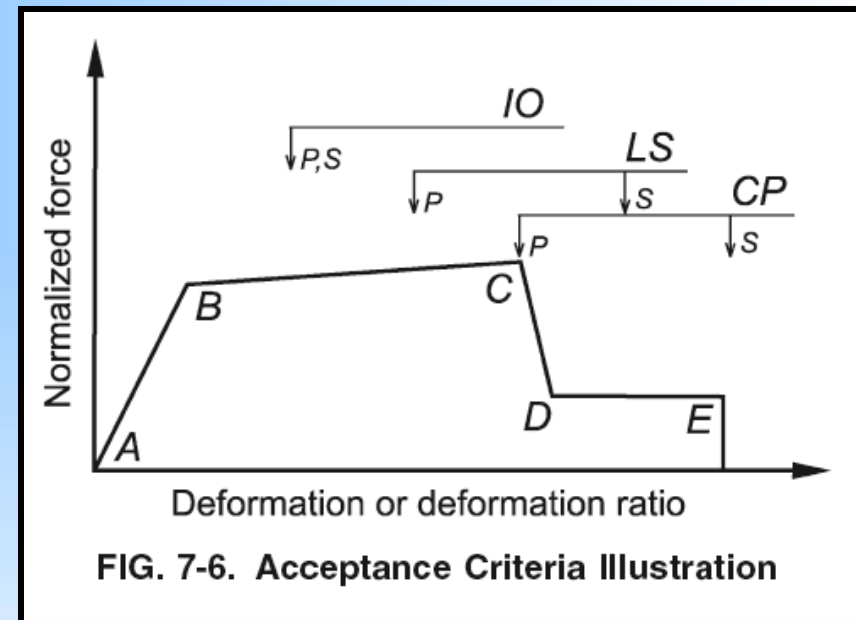 IO
P,S
LS
P
S
CP
P
S
B
C
D
E
A
Normalized force
Deformation or deformation ratio
FIG. 7-6. Acceptance Criteria Illustration